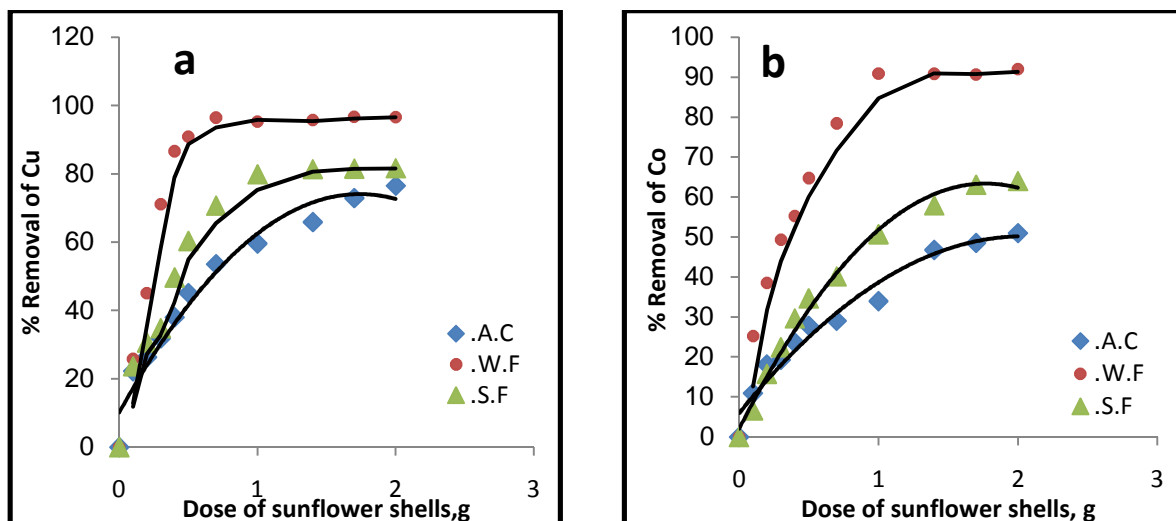 a
% Removal of Cu
120
100
80
60
40
20
0
.A.C
.W.F
.S.F
0 1 2 3
Dose of sunflower shells,g
b
% Removal of Co
100
90
80
70
60
50
40
30
20
10
0
.A.C
.W.F
.S.F
0 1 2 3
Dose of sunflower shells, g